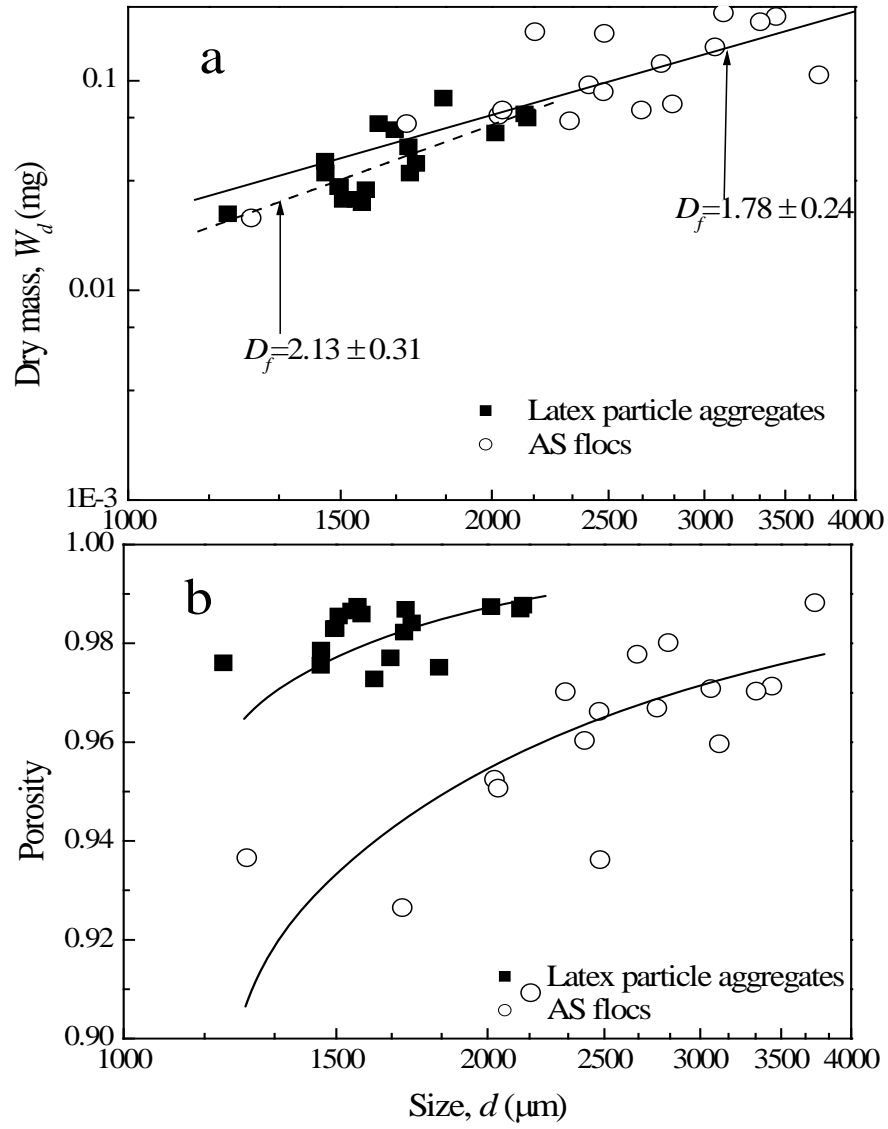 a
0.1
0.01
1E-3
Dry mass, W_d (mg)
D_f=1.78 ± 0.24
D_f=2.13 ± 0.31
Latex particle aggregates
AS flocs
1000 1500 2000 2500 3000 3500 4000
b
1.00
0.98
0.96
0.94
0.92
0.90
Porosity
Latex particle aggregates
AS flocs
1000 1500 2000 2500 3000 3500 4000
Size, d (μm)